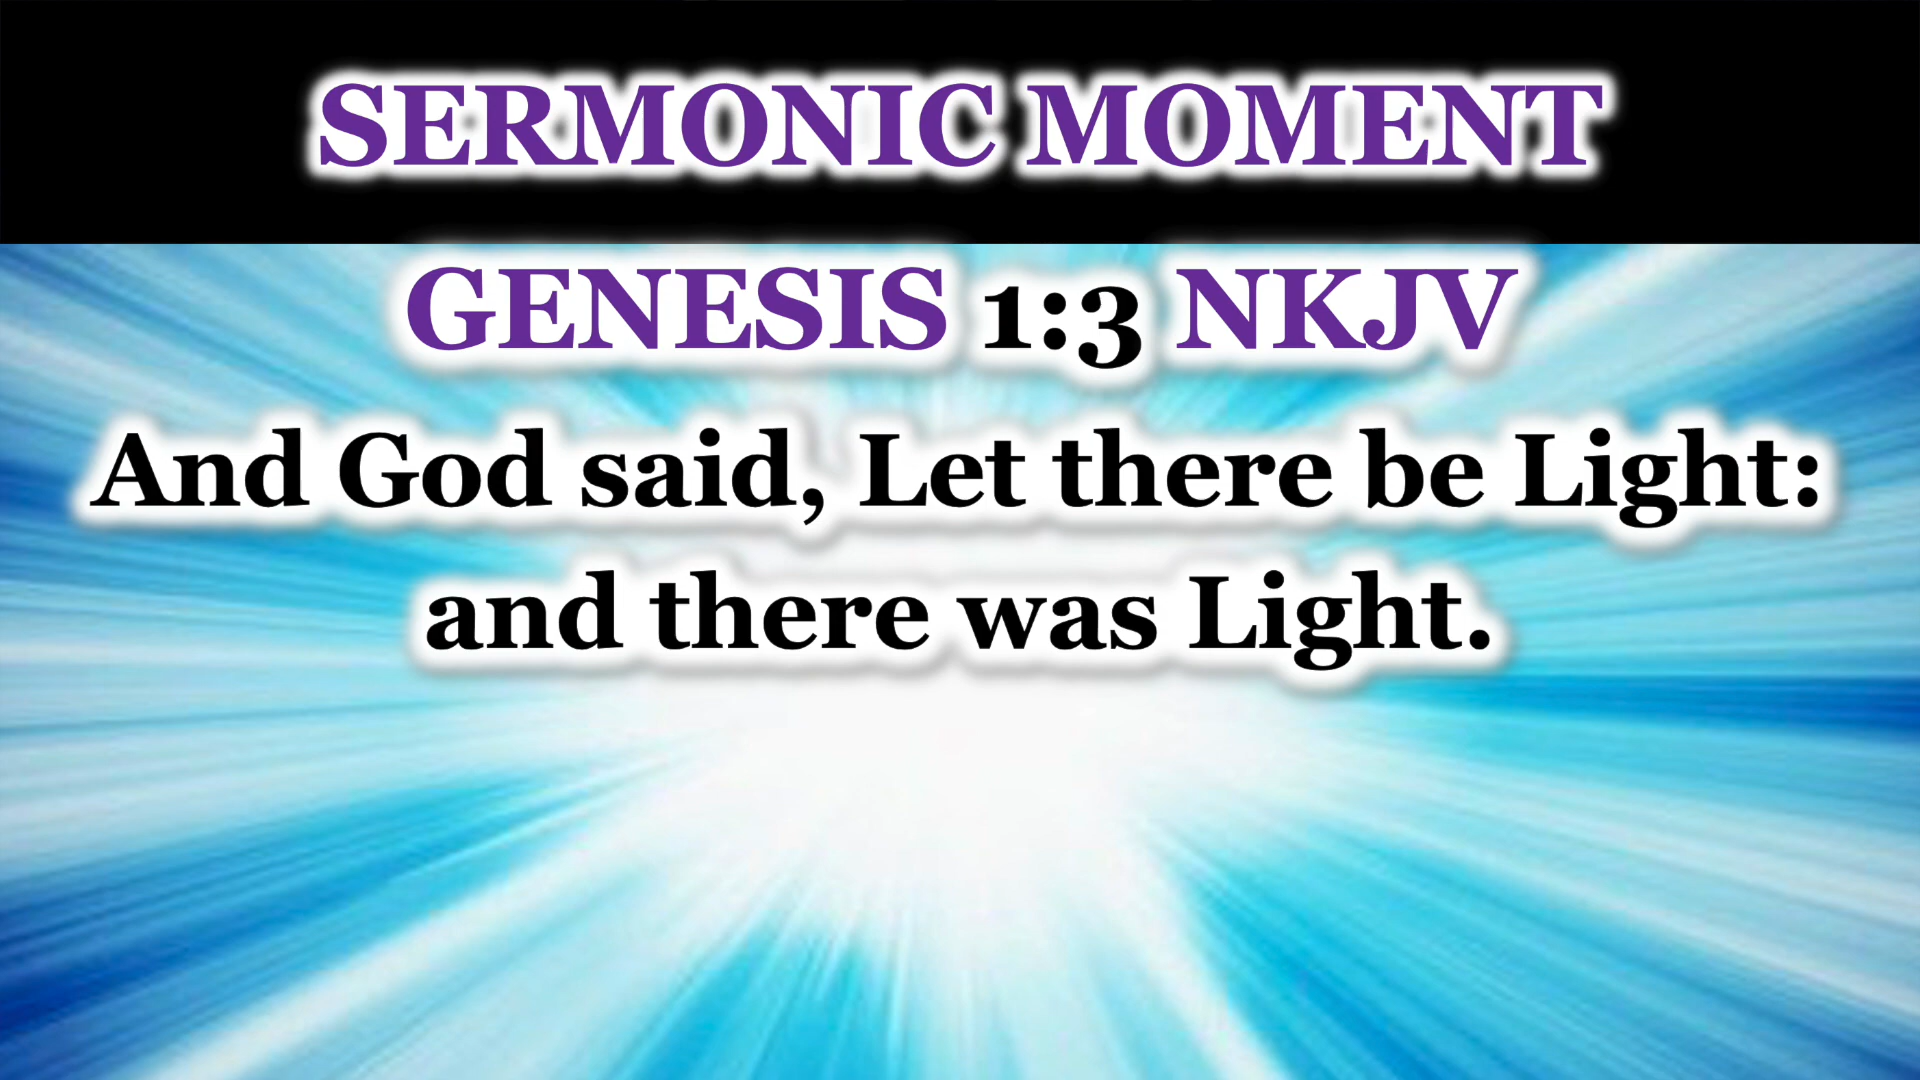 SERMONIC MOMENT
GENESIS 1:3 NKJV
And God said, Let there be Light:
and there was Light.